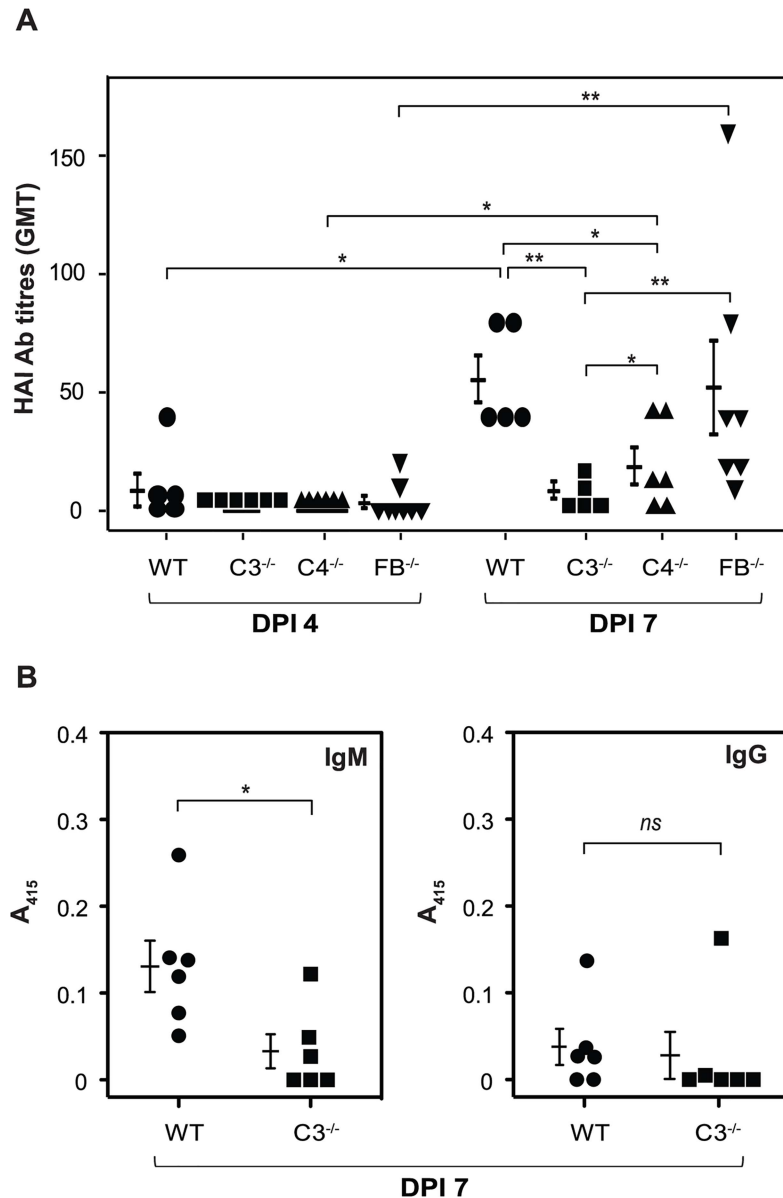 A
HAI Ab titres (GMT)
150
100
50
0
**
*
*
*
**
**
*
WT C3-/- C4-/- FB-/- WT C3-/- C4-/- FB-/-
DPI 4 DPI 7
B
A415
0.4
0.3
0.2
0.1
0
IgM
*
WT C3-/-
A415
0.4
0.3
0.2
0.1
0
IgG
ns
WT C3-/-
DPI 7